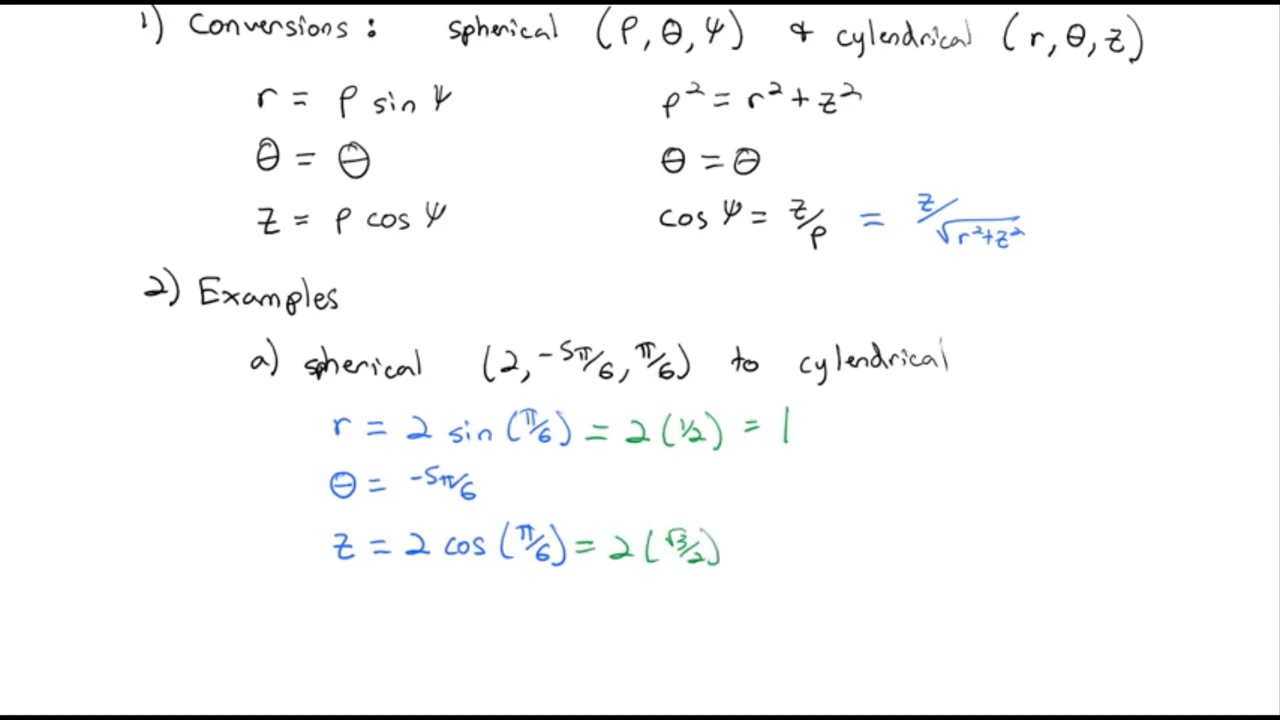 1) Conversions: spherical (ρ, θ, ψ) & cylendrical (r, θ, z)
r = ρ sin ψ ρ² = r² + z²
θ = θ θ = θ
z = ρ cos ψ cos ψ = z/ρ = z/√(r²+z²)
2) Examples
a) spherical (2, -5π/6, π/6) to cylendrical
r = 2 sin (π/6) = 2 (1/2) = 1
θ = -5π/6
z = 2 cos (π/6) = 2 (√3/2)